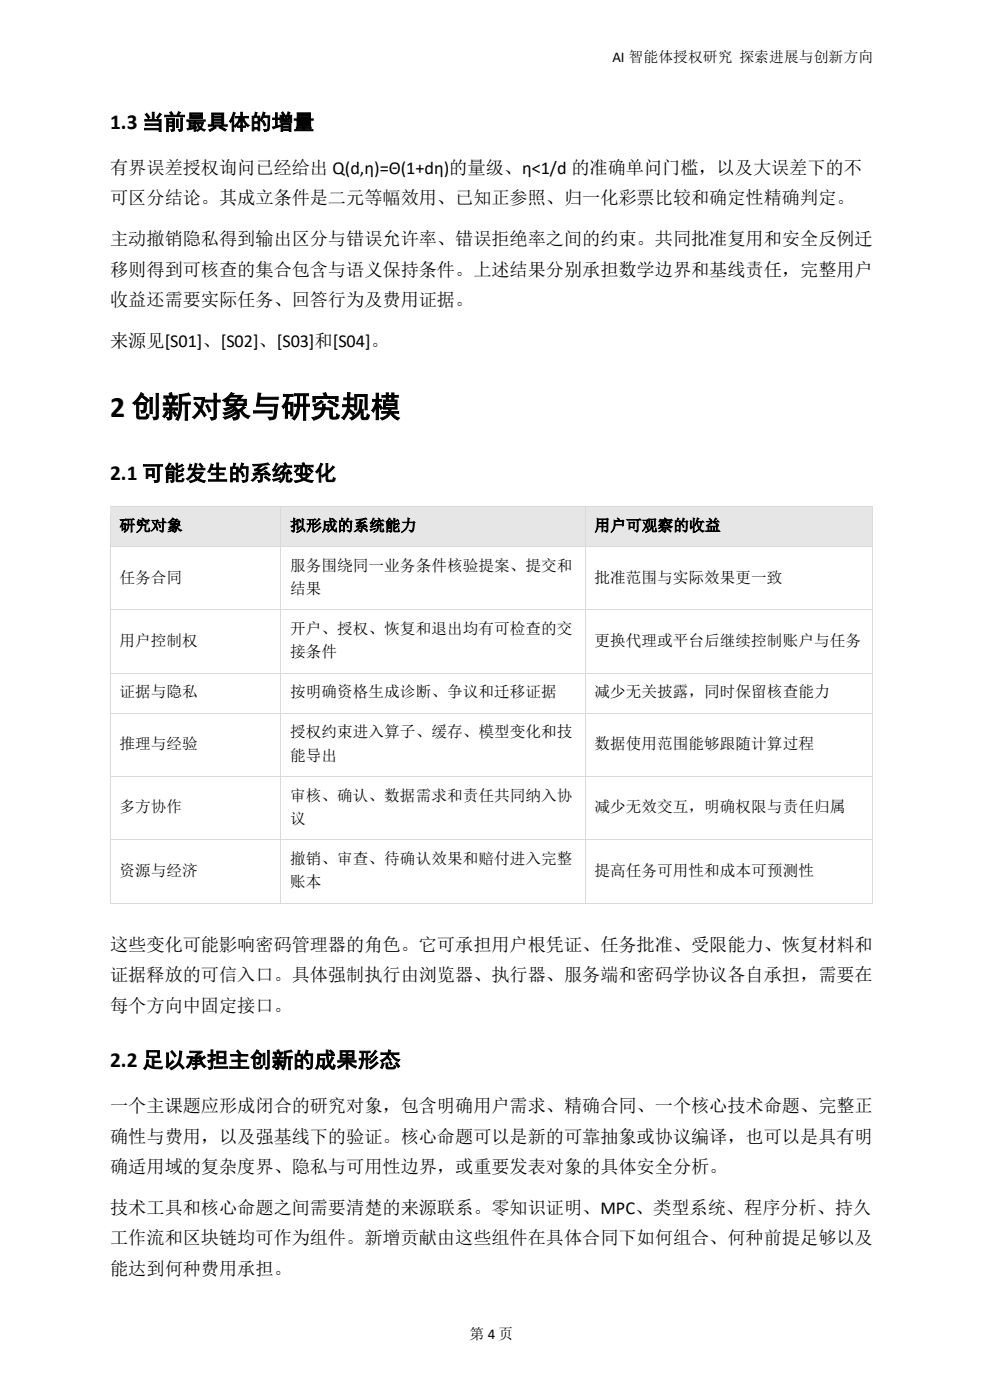 AI 智能体授权研究 探索进展与创新方向
1.3 当前最具体的增量
有界误差授权询问已经给出 Q(d,η)=Θ(1+dη)的量级、η<1/d 的准确单问门槛，以及大误差下的不
可区分结论。其成立条件是二元等幅效用、已知正参照、归一化彩票比较和确定性精确判定。
主动撤销隐私得到输出区分与错误允许率、错误拒绝率之间的约束。共同批准复用和安全反例迁
移则得到可核查的集合包含与语义保持条件。上述结果分别承担数学边界和基线责任，完整用户
收益还需要实际任务、回答行为及费用证据。
来源见[S01]、[S02]、[S03]和[S04]。
2 创新对象与研究规模
2.1 可能发生的系统变化
研究对象 拟形成的系统能力 用户可观察的收益
任务合同 服务围绕同一业务条件核验提案、提交和
结果 批准范围与实际效果更一致
用户控制权 开户、授权、恢复和退出均有可检查的交
接条件 更换代理或平台后继续控制账户与任务
证据与隐私 按明确资格生成诊断、争议和迁移证据 减少无关披露，同时保留核查能力
推理与经验 授权约束进入算子、缓存、模型变化和技
能导出 数据使用范围能够跟随计算过程
多方协作 审核、确认、数据需求和责任共同纳入协
议 减少无效交互，明确权限与责任归属
资源与经济 撤销、审查、待确认效果和赔付进入完整
账本 提高任务可用性和成本可预测性
这些变化可能影响密码管理器的角色。它可承担用户根凭证、任务批准、受限能力、恢复材料和
证据释放的可信入口。具体强制执行由浏览器、执行器、服务端和密码学协议各自承担，需要在
每个方向中固定接口。
2.2 足以承担主创新的成果形态
一个主课题应形成闭合的研究对象，包含明确用户需求、精确合同、一个核心技术命题、完整正
确性与费用，以及强基线下的验证。核心命题可以是新的可靠抽象或协议编译，也可以是具有明
确适用域的复杂度界、隐私与可用性边界，或重要发表对象的具体安全分析。
技术工具和核心命题之间需要清楚的来源联系。零知识证明、MPC、类型系统、程序分析、持久
工作流和区块链均可作为组件。新增贡献由这些组件在具体合同下如何组合、何种前提足够以及
能达到何种费用承担。
第 4 页